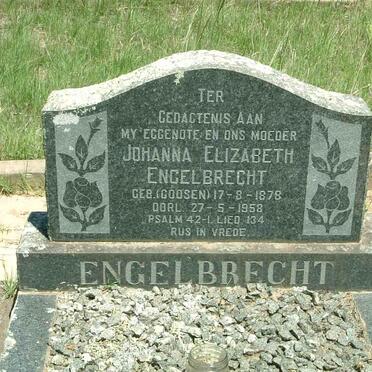 TER
GEDAGTENIS AAN
MY EGGENOTE EN ONS MOEDER
JOHANNA ELIZABETH
ENGELBRECHT
GEB. (GOOSEN) 17-8-1878
OORL. 27-5-1958
PSALM 42-1. LIED 134
RUS IN VREDE
ENGELBRECHT